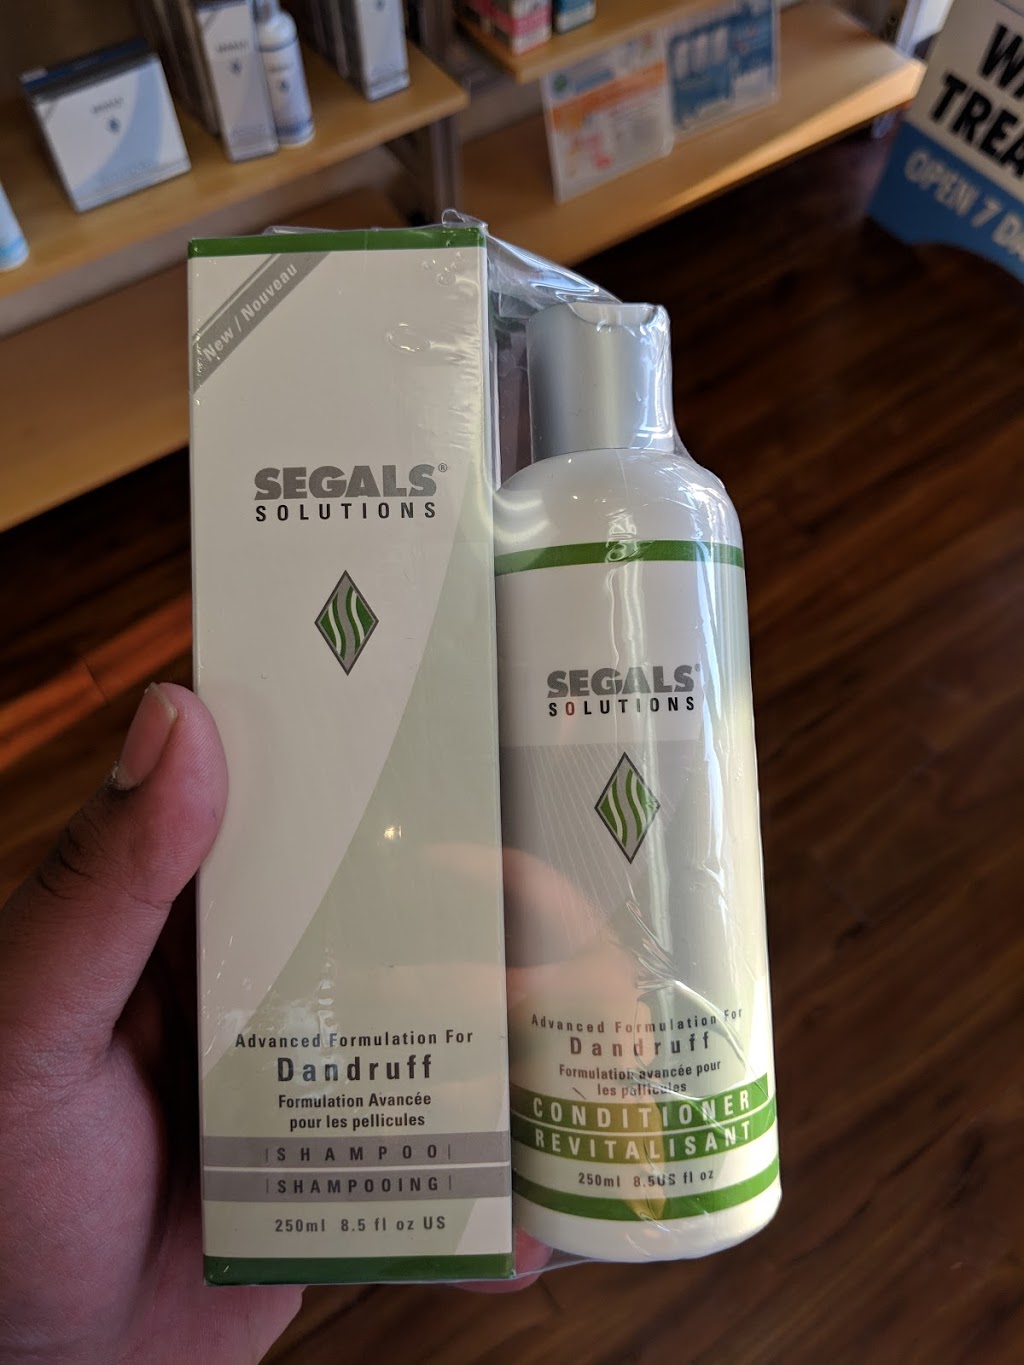 New / Nouveau
SEGALS®
SOLUTIONS
Advanced Formulation For
Dandruff
Formulation Avancée
pour les pellicules
SHAMPOO
SHAMPOOING
250ml 8.5 fl oz US
SEGALS®
SOLUTIONS
Advanced Formulation For
Dandruff
Formulation avancée pour
les pellicules
CONDITIONER
REVITALISANT
250ml 8.5US fl oz
OPEN 7